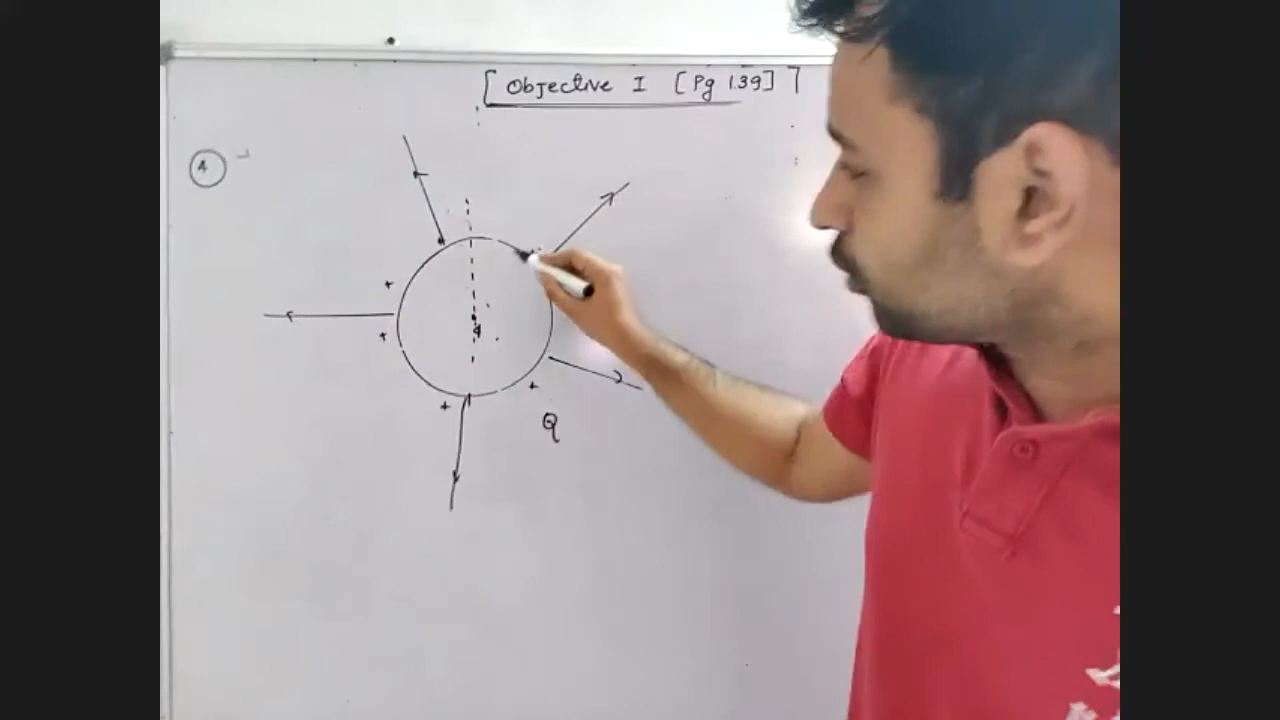 [ Objective I [Pg 139] ]
4
+
+
q
+ +
Q